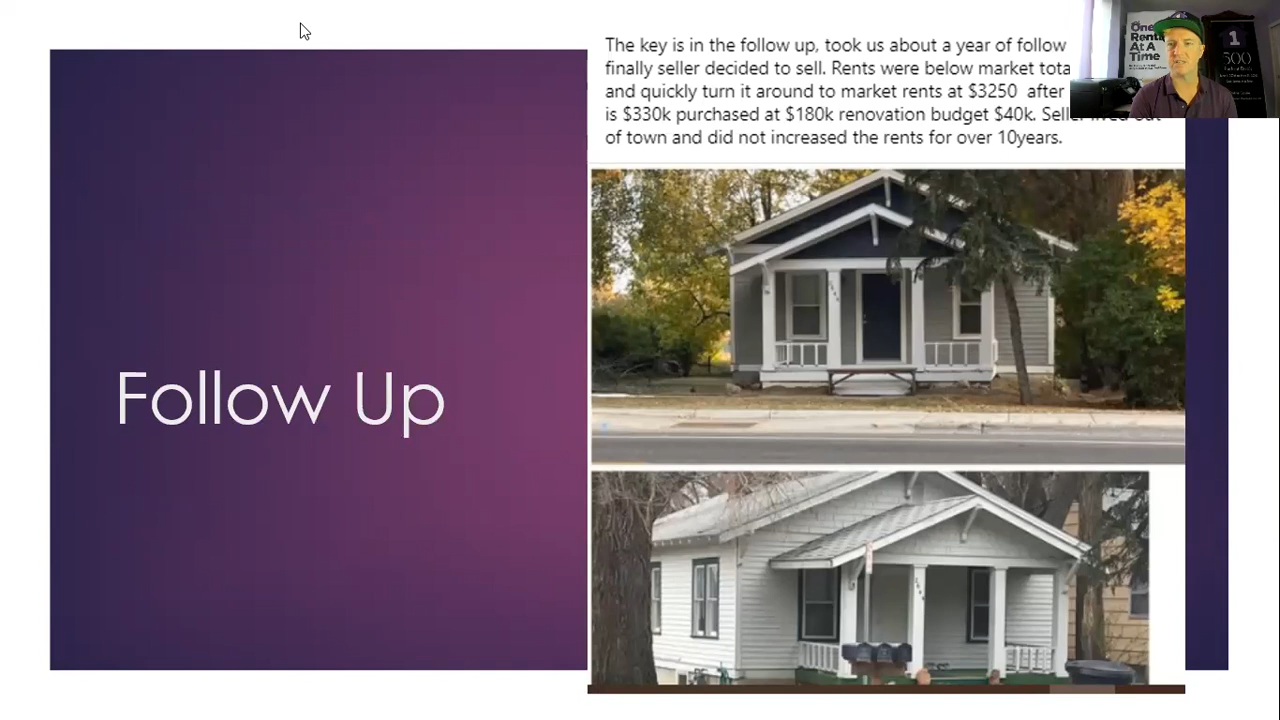 The key is in the follow up, took us about a year of follow
finally seller decided to sell. Rents were below market tota
and quickly turn it around to market rents at $3250 after
is $330k purchased at $180k renovation budget $40k. Seller lived out
of town and did not increased the rents for over 10years.
Follow Up
One
Rental
At A
Time
1
500